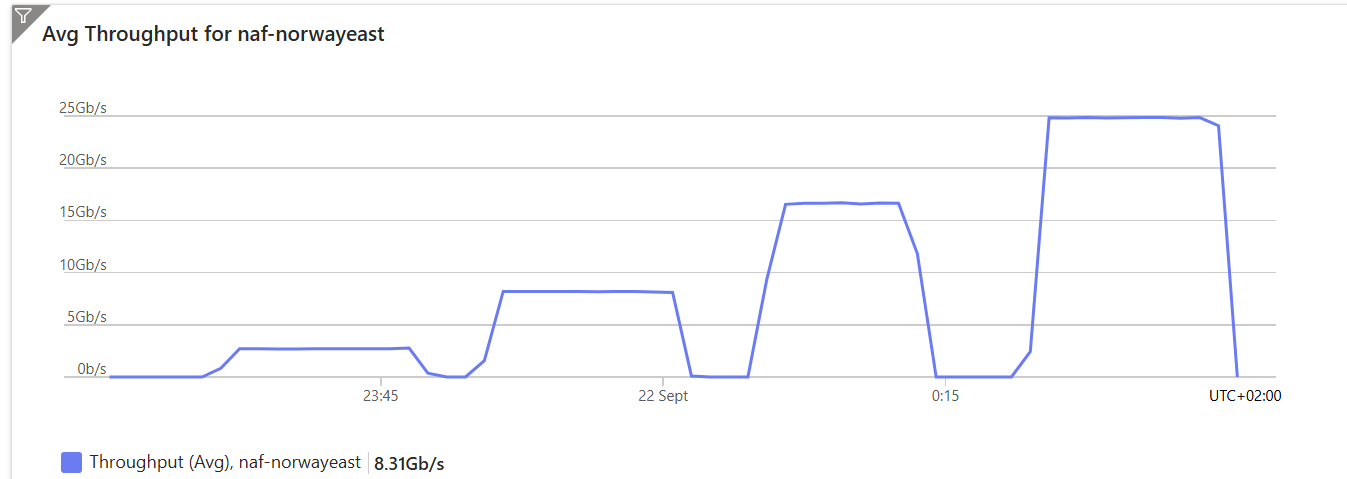 Avg Throughput for naf-norwayeast
25Gb/s
20Gb/s
15Gb/s
10Gb/s
5Gb/s
0b/s
23:45 22 Sept 0:15 UTC+02:00
Throughput (Avg), naf-norwayeast 8.31Gb/s